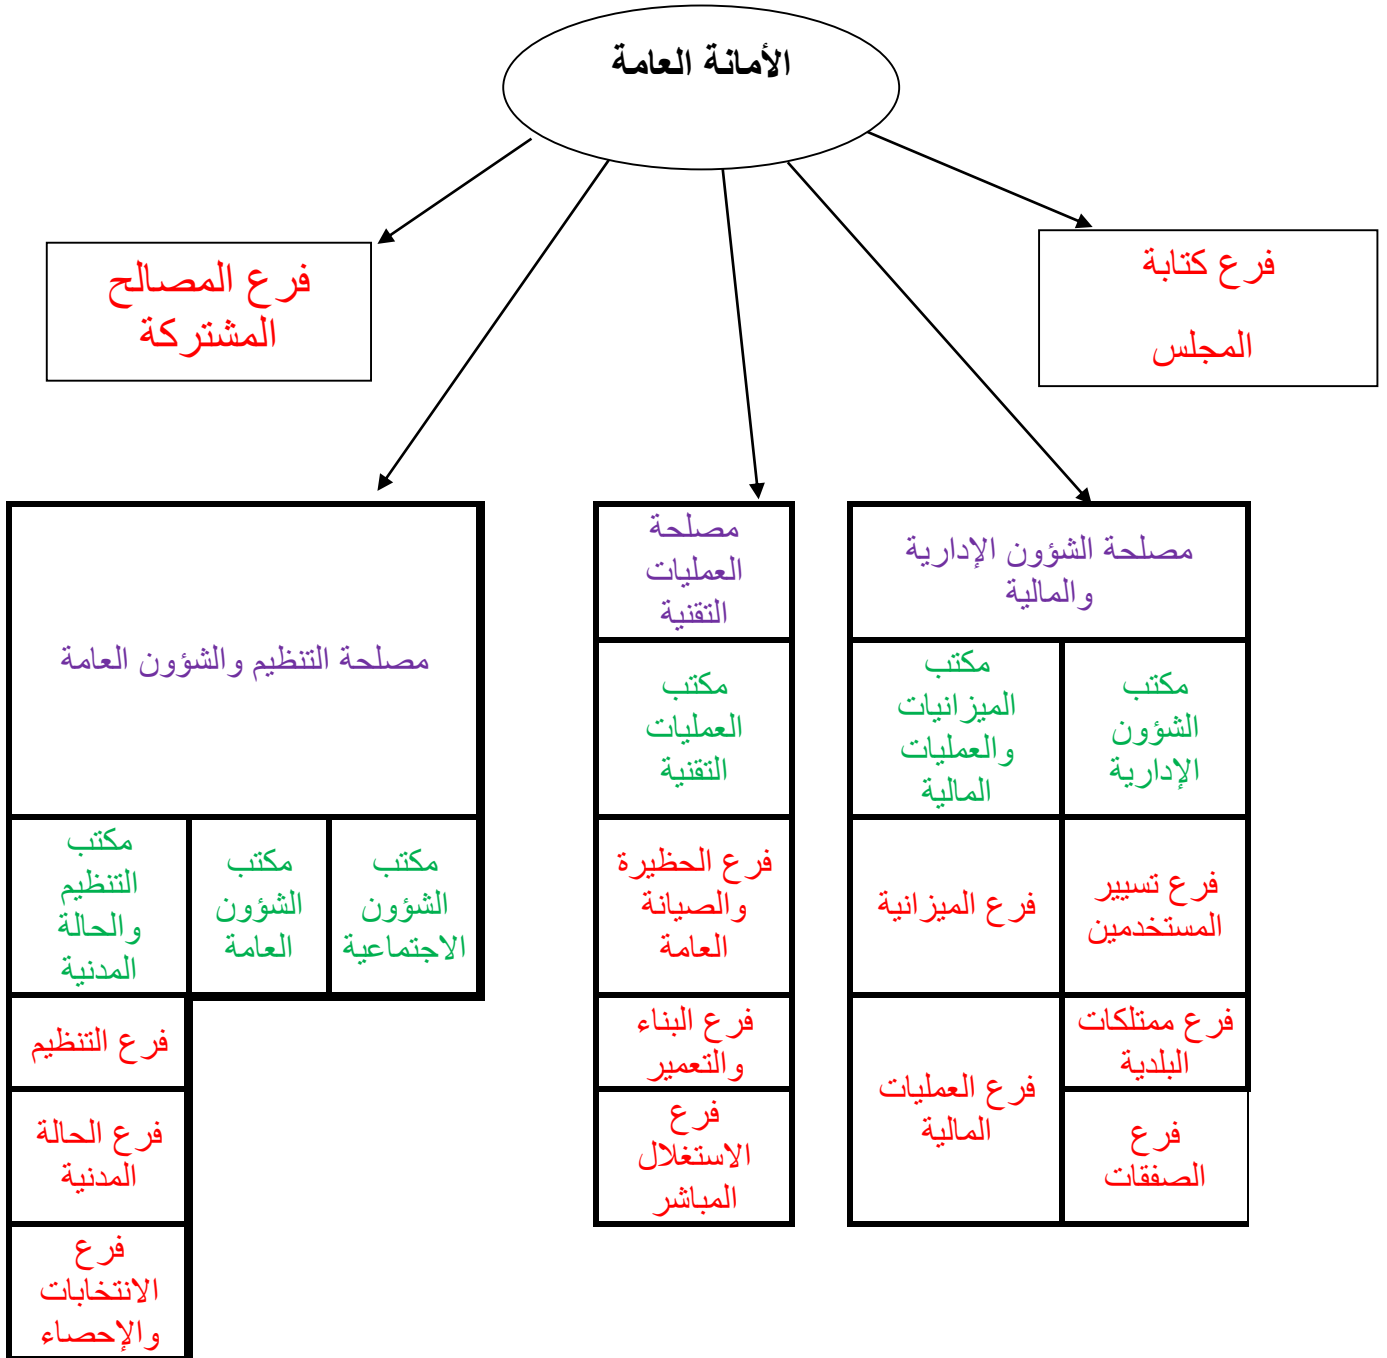 الأمانة العامة
فرع كتابة
المجلس
فرع المصالح
المشتركة
مصلحة الشؤون الإدارية
والمالية
مكتب
الشؤون
الإدارية
مكتب
الميزانيات
والعمليات
المالية
فرع تسيير
المستخدمين
فرع الميزانية
فرع ممتلكات
البلدية
فرع العمليات
المالية
فرع
الصفقات
مصلحة
العمليات
التقنية
مكتب
العمليات
التقنية
فرع الحظيرة
والصيانة
العامة
فرع البناء
والتعمير
فرع
الاستغلال
المباشر
مصلحة التنظيم والشؤون العامة
مكتب
الشؤون
الاجتماعية
مكتب
الشؤون
العامة
مكتب
التنظيم
والحالة
المدنية
فرع التنظيم
فرع الحالة
المدنية
فرع
الانتخابات
والإحصاء